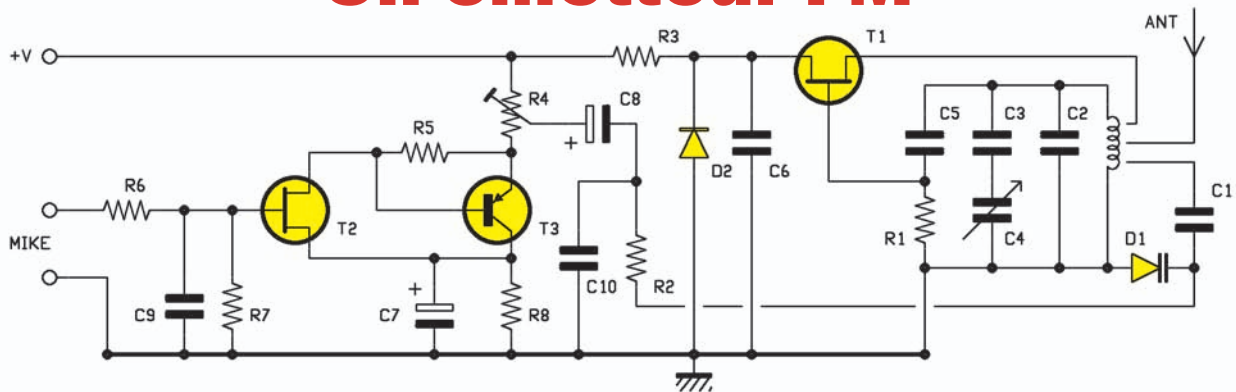 +V
R3
T1
ANT
R4
C8
+
R5
C5
C3
C2
R6
D2
C6
C1
T2
T3
MIKE
R1
C4
D1
C9
R7
+
C7
R8
C10
R2